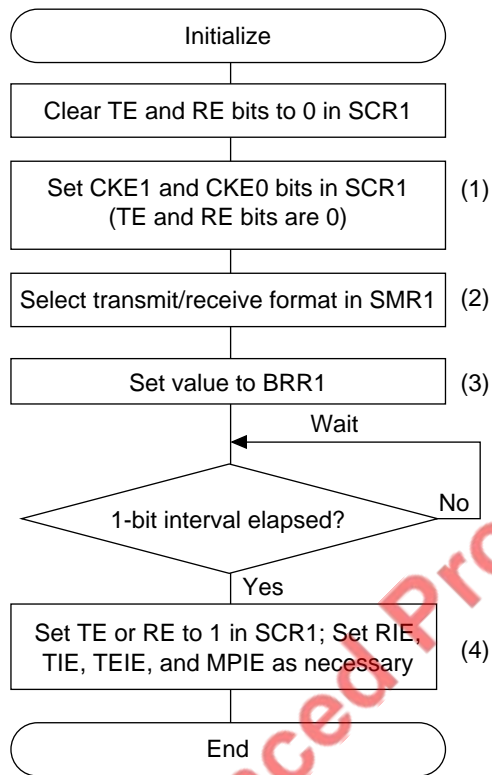 Initialize
Clear TE and RE bits to 0 in SCR1
Set CKE1 and CKE0 bits in SCR1
(TE and RE bits are 0)
(1)
Select transmit/receive format in SMR1
(2)
Set value to BRR1
(3)
Wait
1-bit interval elapsed?
No
Yes
Set TE or RE to 1 in SCR1; Set RIE,
TIE, TEIE, and MPIE as necessary
(4)
End